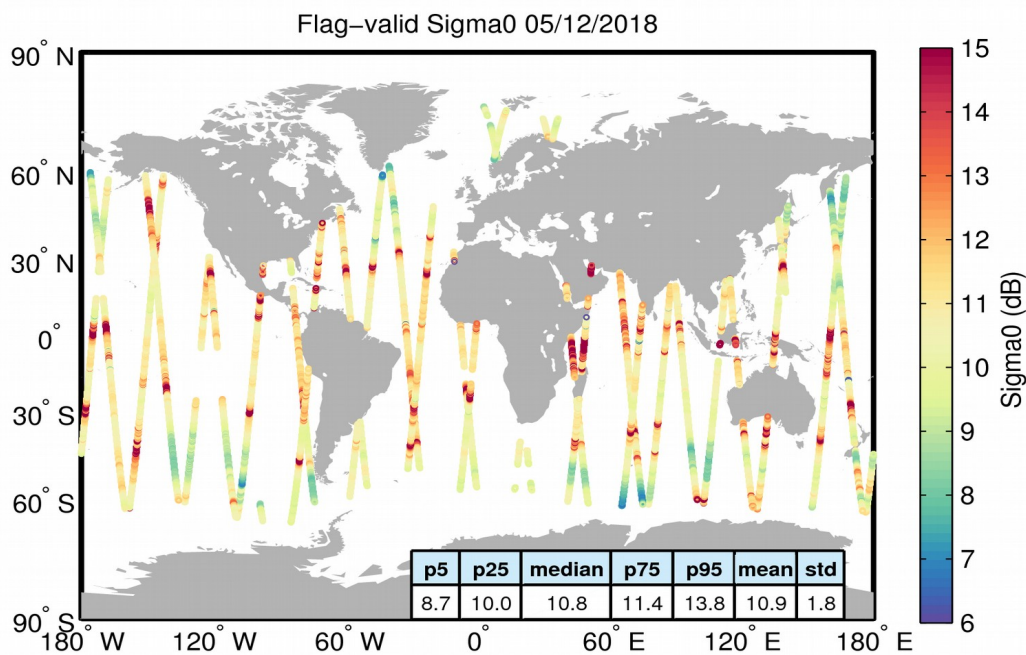 Flag−valid Sigma0 05/12/2018
90° N
60° N
30° N
0°
30° S
60° S
90° S
180° W
120° W
60° W
0°
60° E
120° E
180° E
p5 p25 median p75 p95 mean std
8.7 10.0 10.8 11.4 13.8 10.9 1.8
15
14
13
12
11
10
9
8
7
6
Sigma0 (dB)